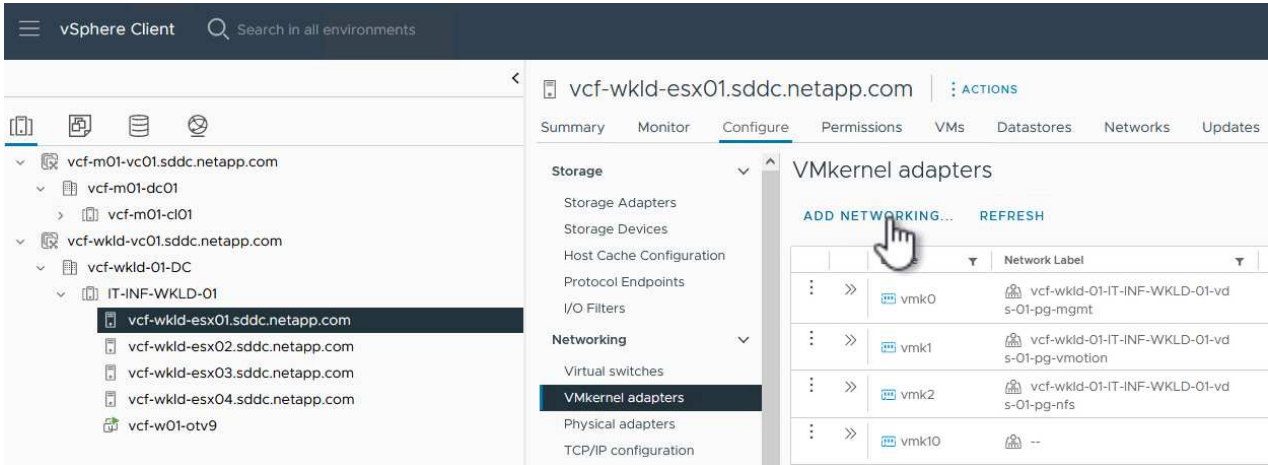 vSphere Client
Search in all environments
vcf-m01-vc01.sddc.netapp.com
vcf-m01-dc01
vcf-m01-cl01
vcf-wkld-vc01.sddc.netapp.com
vcf-wkld-01-DC
IT-INF-WKLD-01
vcf-wkld-esx01.sddc.netapp.com
vcf-wkld-esx02.sddc.netapp.com
vcf-wkld-esx03.sddc.netapp.com
vcf-wkld-esx04.sddc.netapp.com
vcf-w01-otv9
vcf-wkld-esx01.sddc.netapp.com ACTIONS
Summary Monitor Configure Permissions VMs Datastores Networks Updates
Storage
Storage Adapters
Storage Devices
Host Cache Configuration
Protocol Endpoints
I/O Filters
Networking
Virtual switches
VMkernel adapters
Physical adapters
TCP/IP configuration
VMkernel adapters
ADD NETWORKING... REFRESH
Network Label
vmk0 vcf-wkld-01-IT-INF-WKLD-01-vd
s-01-pg-mgmt
vmk1 vcf-wkld-01-IT-INF-WKLD-01-vd
s-01-pg-vmotion
vmk2 vcf-wkld-01-IT-INF-WKLD-01-vd
s-01-pg-nfs
vmk10 --